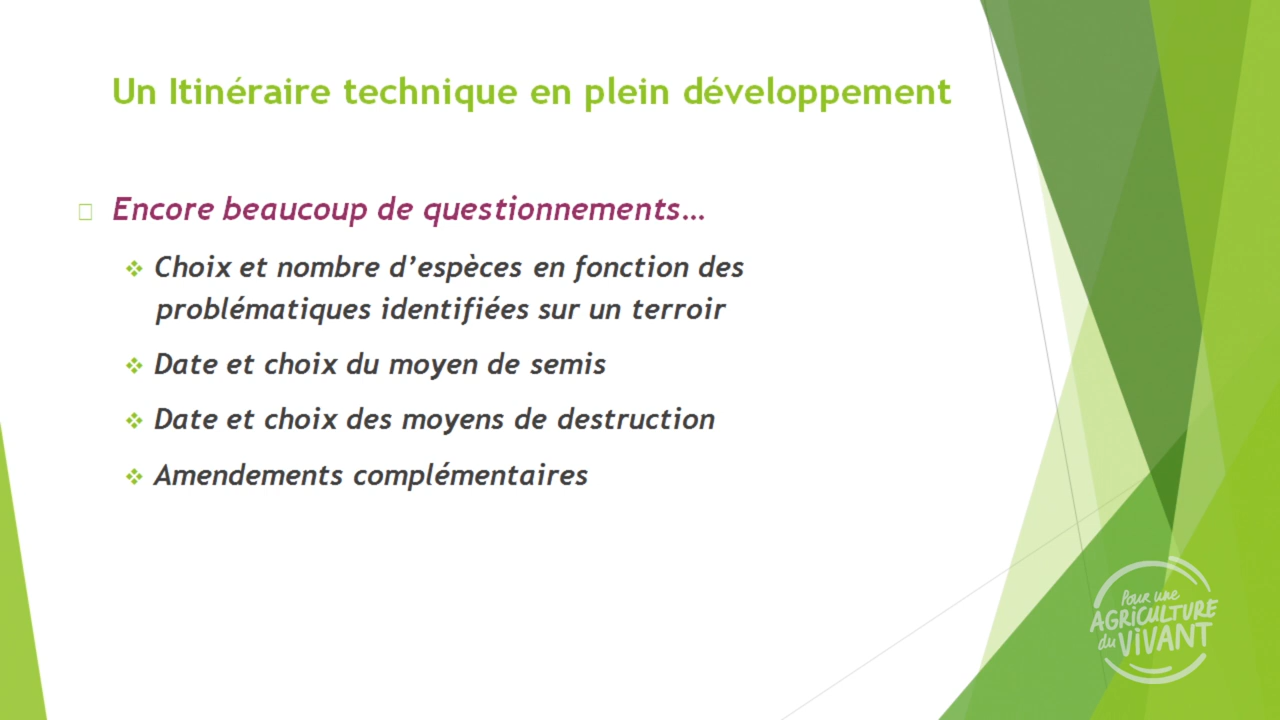 Un Itinéraire technique en plein développement
Encore beaucoup de questionnements…
Choix et nombre d’espèces en fonction des
problématiques identifiées sur un terroir
Date et choix du moyen de semis
Date et choix des moyens de destruction
Amendements complémentaires
Pour une
AGRICULTURE
du VIVANT